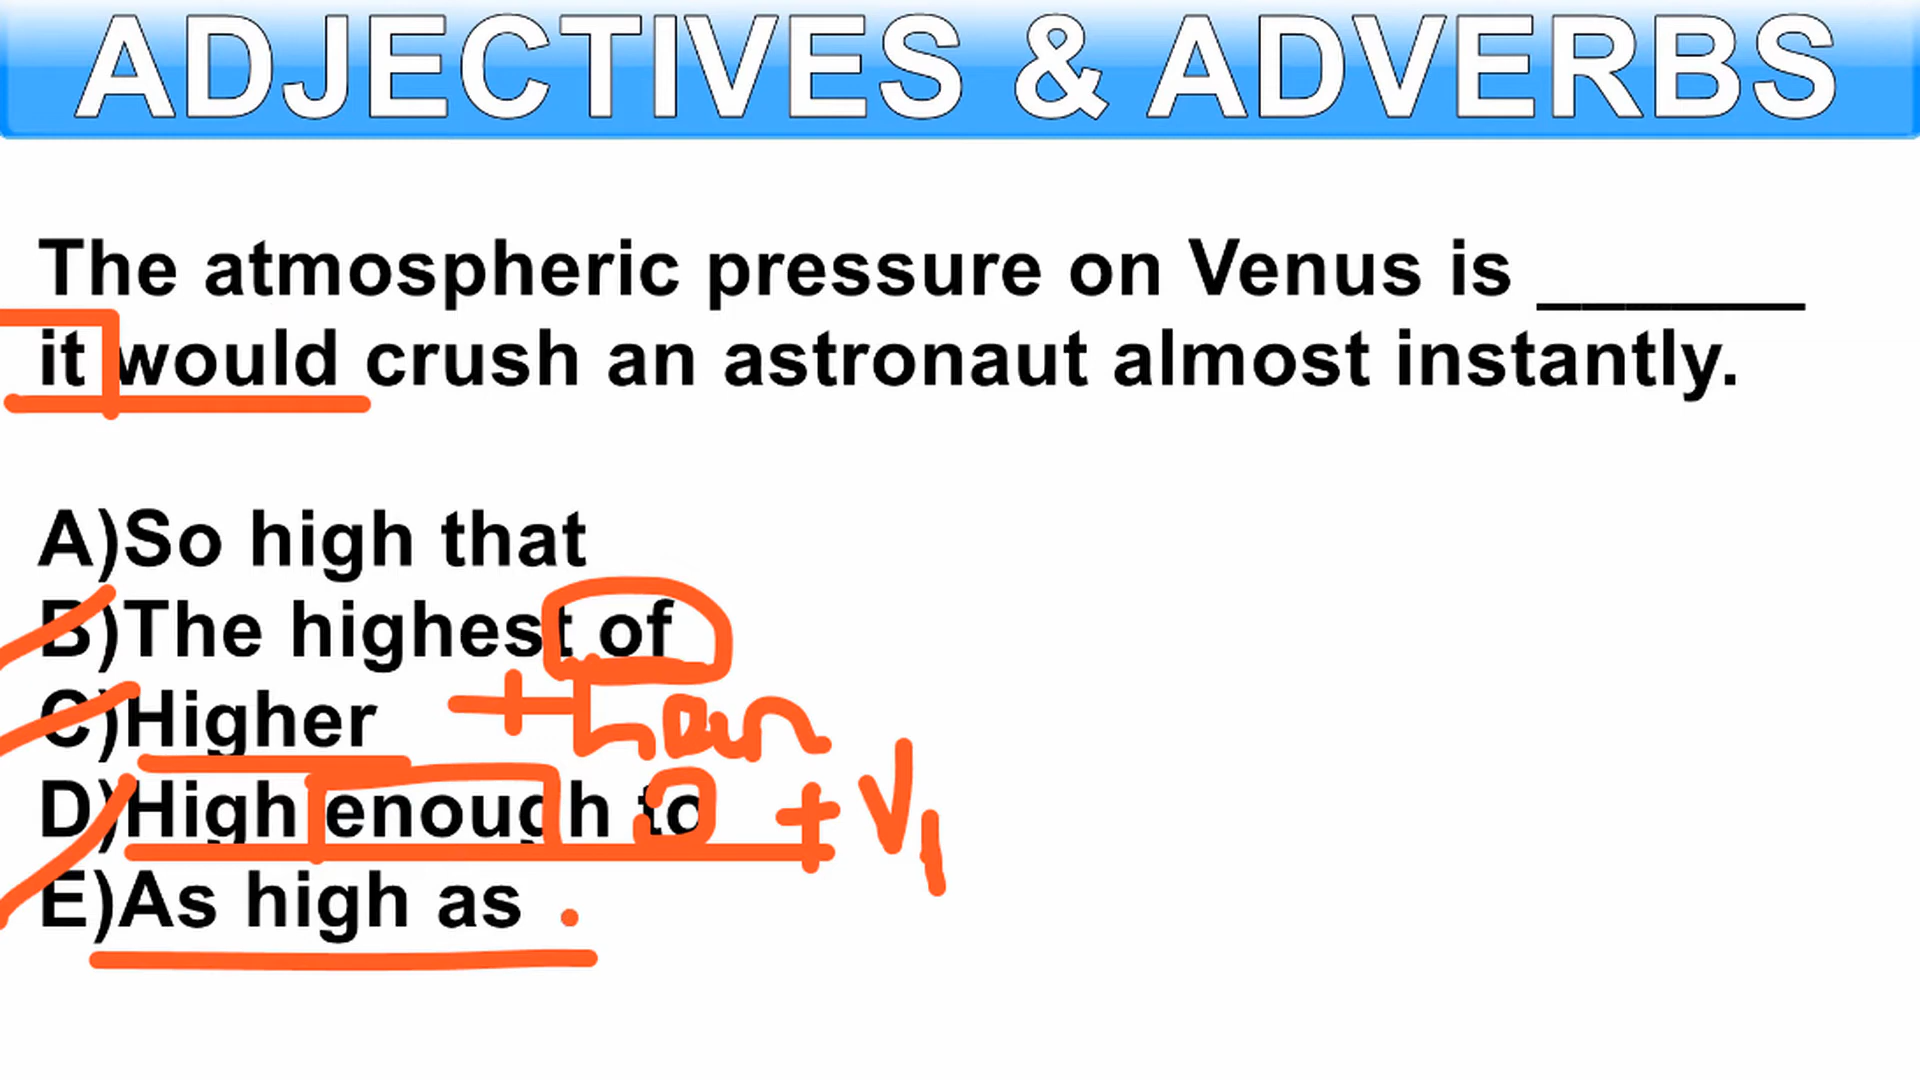 ADJECTIVES & ADVERBS
The atmospheric pressure on Venus is ______
it would crush an astronaut almost instantly.
A)So high that
B)The highest of
C)Higher +than
D)High enough to +V1
E)As high as .